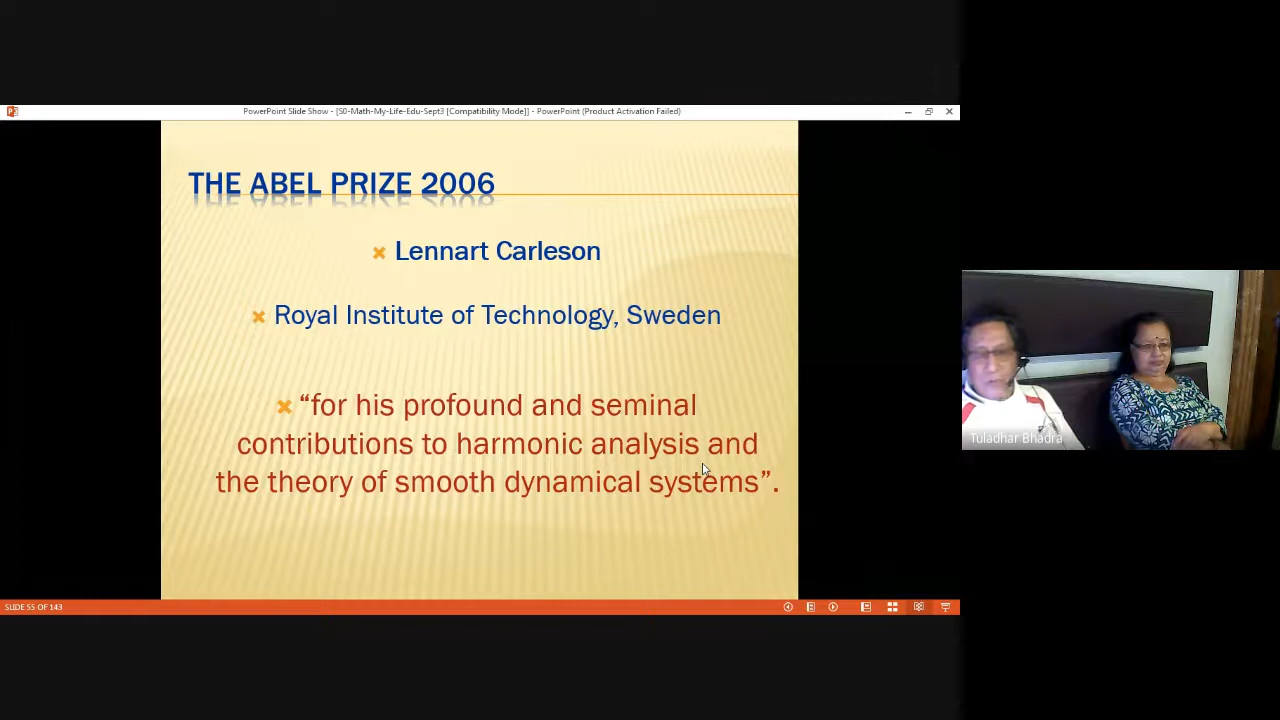 PowerPoint Slide Show - [S0-Math-My-Life-Edu-Sept3 [Compatibility Mode]] - PowerPoint (Product Activation Failed)
THE ABEL PRIZE 2006
Lennart Carleson
Royal Institute of Technology, Sweden
“for his profound and seminal
contributions to harmonic analysis and
the theory of smooth dynamical systems”.
Tuladhar Bhadra
SLIDE 55 OF 143